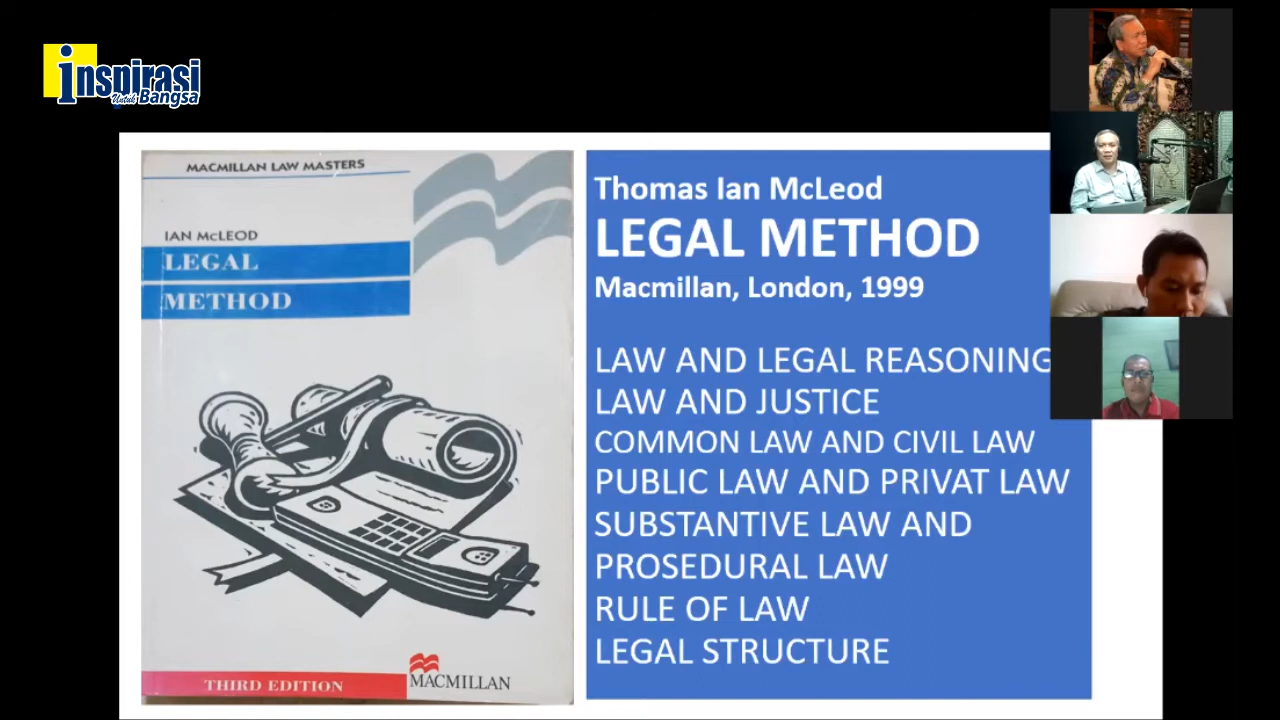 inspirasi
Untuk Bangsa
MACMILLAN LAW MASTERS
IAN McLEOD
LEGAL
METHOD
THIRD EDITION
MACMILLAN
Thomas Ian McLeod
LEGAL METHOD
Macmillan, London, 1999
LAW AND LEGAL REASONING
LAW AND JUSTICE
COMMON LAW AND CIVIL LAW
PUBLIC LAW AND PRIVAT LAW
SUBSTANTIVE LAW AND
PROSEDURAL LAW
RULE OF LAW
LEGAL STRUCTURE